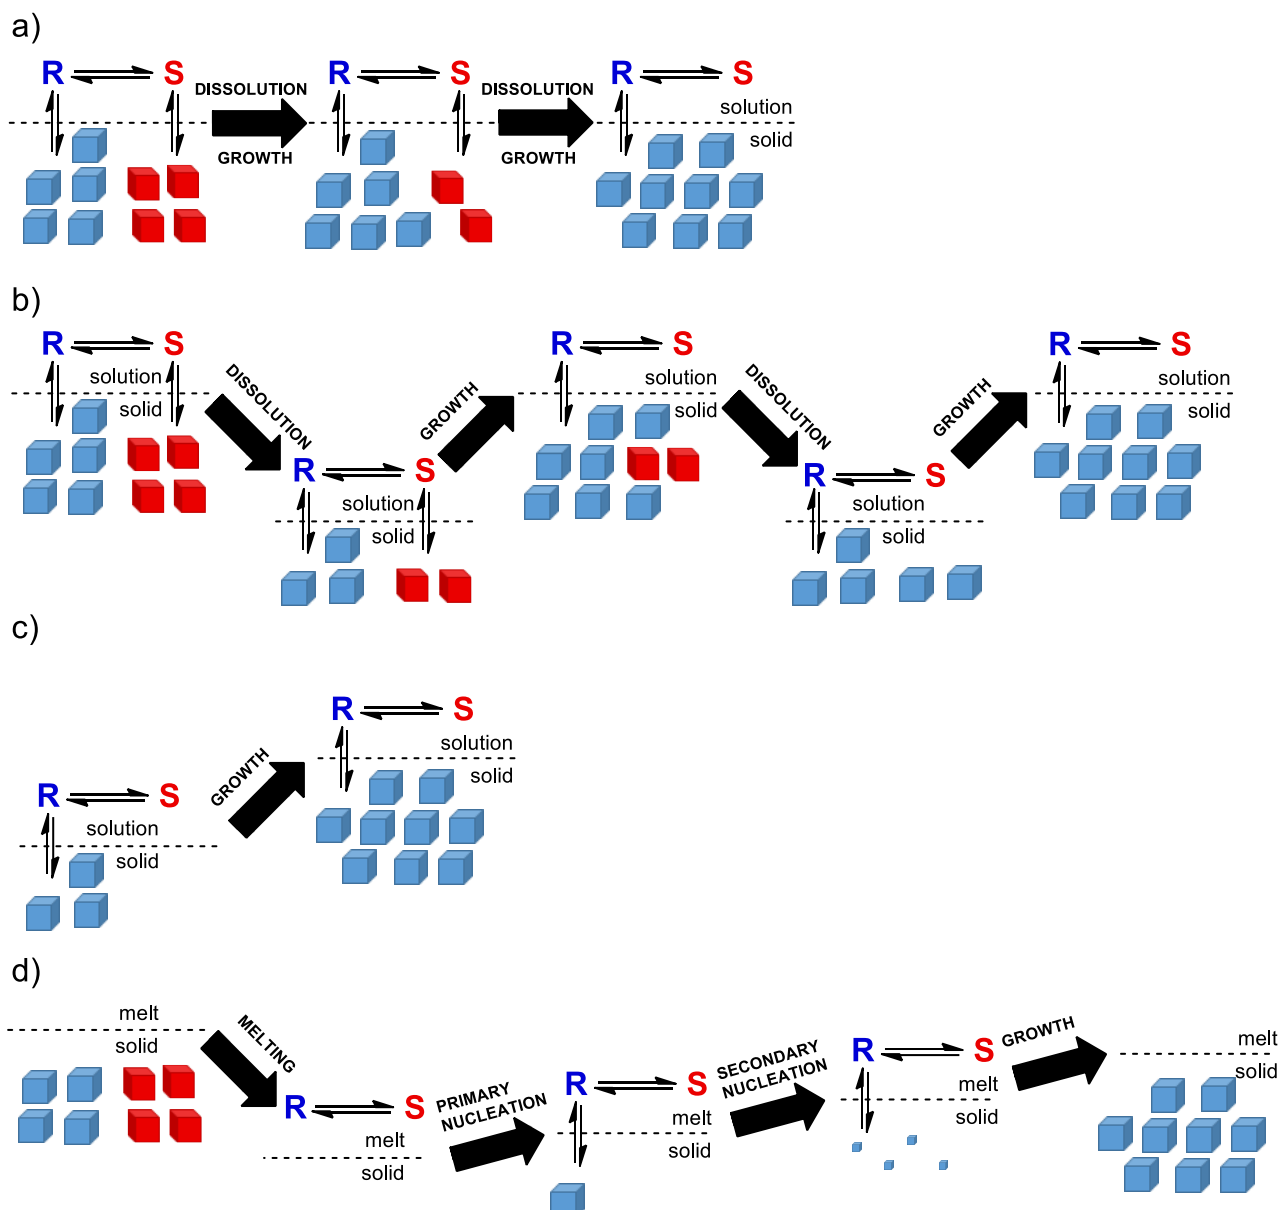 a)
R S DISSOLUTION GROWTH R S DISSOLUTION GROWTH R S
solution
solid
b)
R S
solution
solid
DISSOLUTION
R S
solution
solid
GROWTH
R S
solution
solid
DISSOLUTION
R S
solution
solid
GROWTH
R S
solution
solid
c)
R S
solution
solid
GROWTH
R S
solution
solid
d)
melt
solid
MELTING
R S
melt
solid
PRIMARY
NUCLEATION
R S
melt
solid
SECONDARY
NUCLEATION
R S
melt
solid
GROWTH
melt
solid